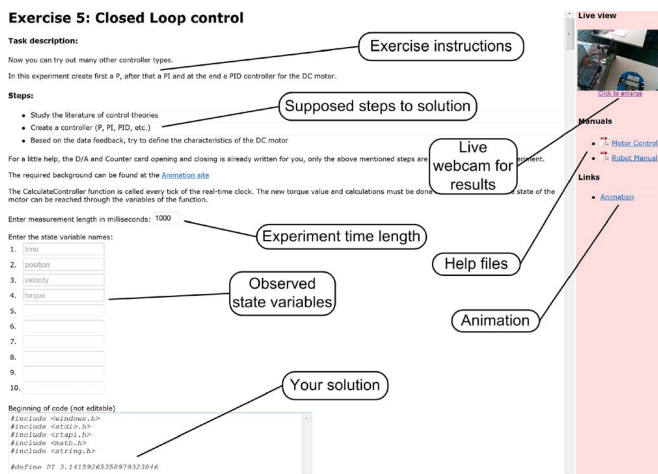 Exercise 5: Closed Loop control
Task description:
Exercise instructions
Now you can try out many other controller types.
In this experiment create first a P, after that a PI and at the end a PID controller for the DC motor.
Steps:
Supposed steps to solution
Study the literature of control theories
Create a controller (P, PI, PID, etc.)
Based on the data feedback, try to define the characteristics of the DC motor
For a little help, the D/A and Counter card opening and closing is already written for you, only the above mentioned steps are
The required background can be found at the Animation site
The CalculateController function is called every tick of the real-time clock. The new torque value and calculations must be done state of the
motor can be reached through the variables of the function.
Enter measurement length in milliseconds: 1000
Experiment time length
Enter the state variable names:
1. time
2. position
3. velocity
4. torque
5.
6.
7.
8.
9.
10.
Observed
state variables
Your solution
Beginning of code (not editable)
#include <windows.h>
#include <stdio.h>
#include <rtapi.h>
#include <math.h>
#include <string.h>
#define PI 3.14159265358979323846
Live view
Click to enlarge
Live
webcam for
results
Manuals
Motor Control
Robot Manual
Help files
Links
Animation
Animation